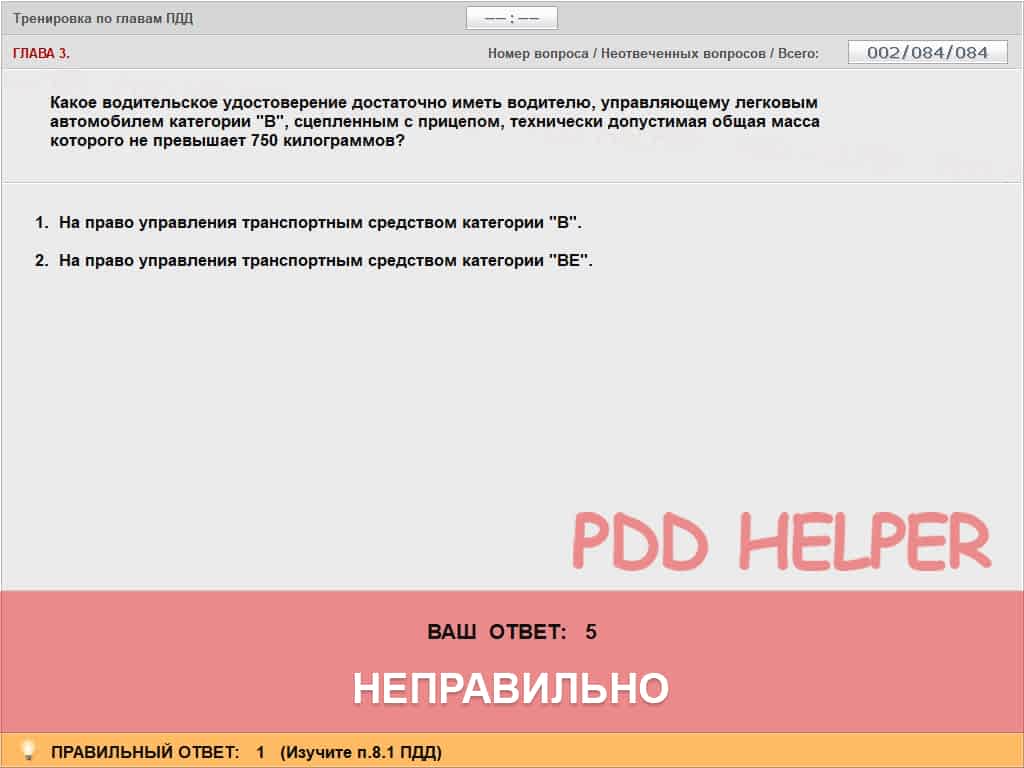 Тренировка по главам ПДД
–– : ––
ГЛАВА 3.
Номер вопроса / Неотвеченных вопросов / Всего:
002/084/084
Какое водительское удостоверение достаточно иметь водителю, управляющему легковым
автомобилем категории "B", сцепленным с прицепом, технически допустимая общая масса
которого не превышает 750 килограммов?
1. На право управления транспортным средством категории "B".
2. На право управления транспортным средством категории "BE".
PDD HELPER
ВАШ ОТВЕТ: 5
НЕПРАВИЛЬНО
ПРАВИЛЬНЫЙ ОТВЕТ: 1 (Изучите п.8.1 ПДД)